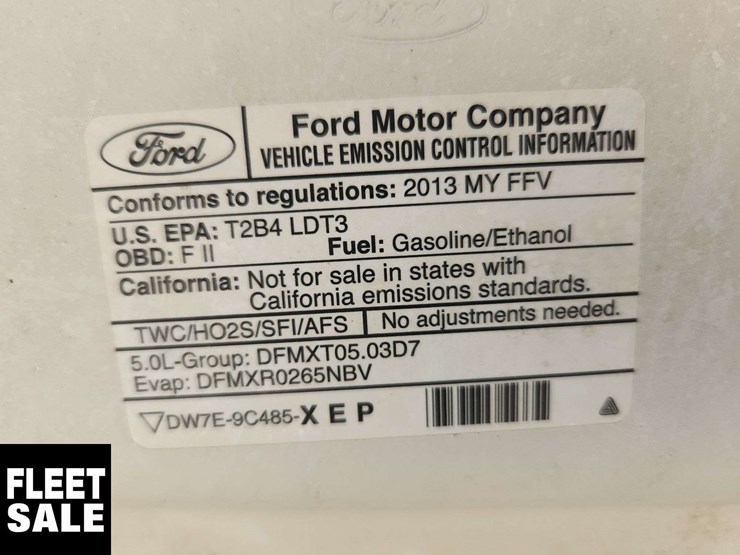 Ford
Ford Motor Company
VEHICLE EMISSION CONTROL INFORMATION
Conforms to regulations: 2013 MY FFV
U.S. EPA: T2B4 LDT3
OBD: F II Fuel: Gasoline/Ethanol
California: Not for sale in states with
California emissions standards.
TWC/HO2S/SFI/AFS No adjustments needed.
5.0L-Group: DFMXT05.03D7
Evap: DFMXR0265NBV
DW7E-9C485-X E P
FLEET
SALE